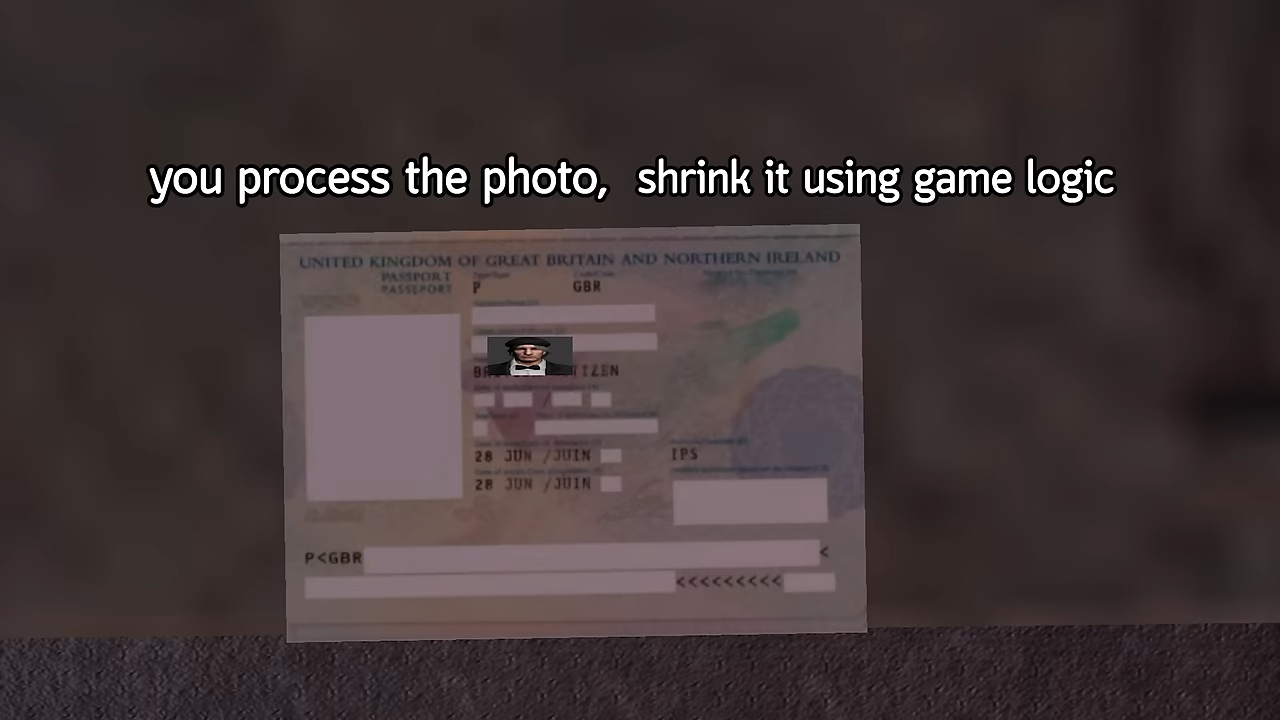 you process the photo, shrink it using game logic
UNITED KINGDOM OF GREAT BRITAIN AND NORTHERN IRELAND
PASSPORT
PASSEPORT
P GBR
28 JUN /JUIN
IPS
28 JUN /JUIN
P<GBR <
<<<<<<<<<